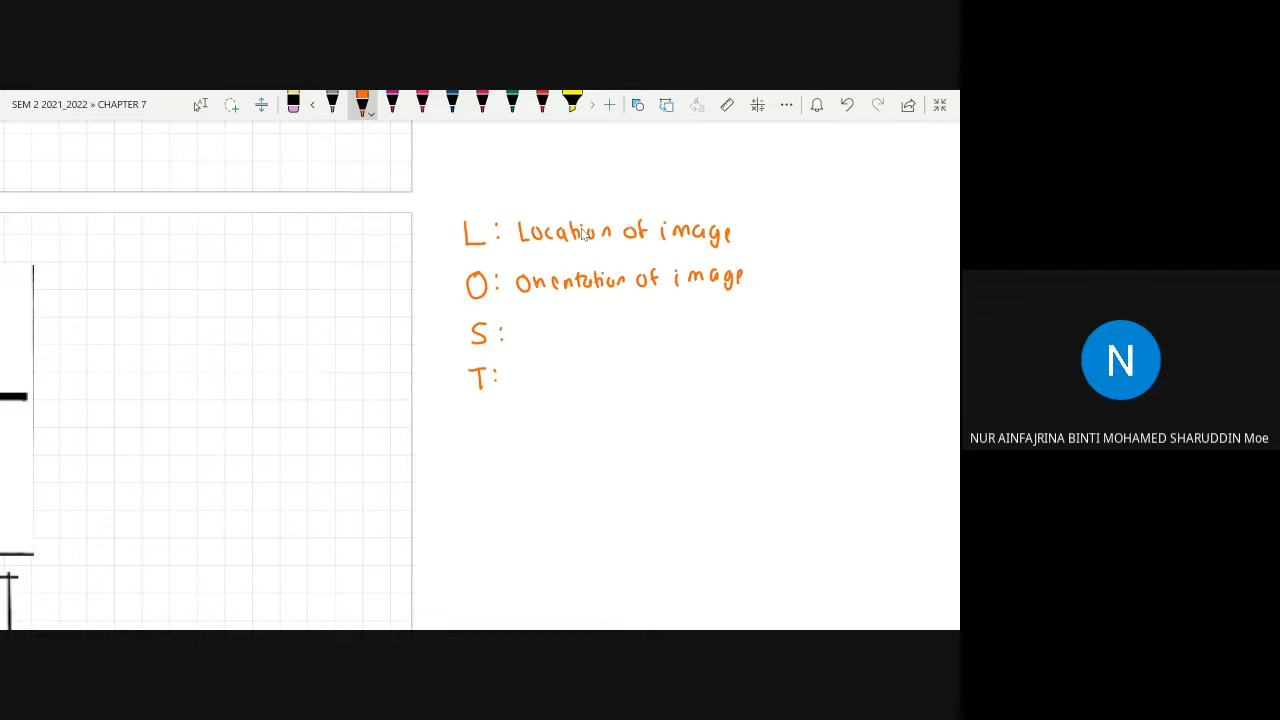 SEM 2 2021_2022 » CHAPTER 7
L: Location of image
O: Orientation of image
S:
T:
N
NUR AINFAJRINA BINTI MOHAMED SHARUDDIN Moe